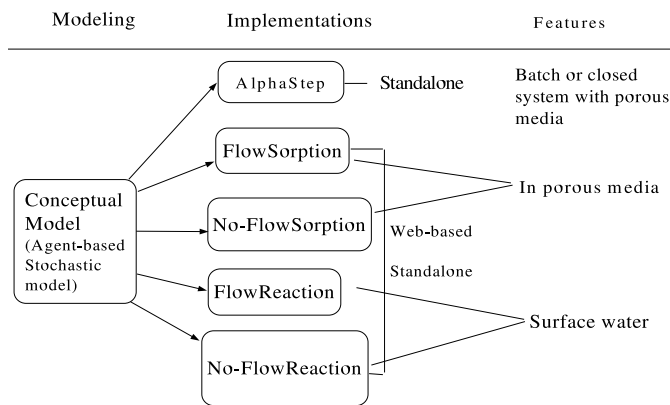 Modeling
Implementations
Features
AlphaStep
Standalone
Batch or closed
system with porous
media
FlowSorption
Conceptual
Model
(Agent-based
Stochastic
model)
In porous media
No-FlowSorption
Web-based
Standalone
FlowReaction
Surface water
No-FlowReaction